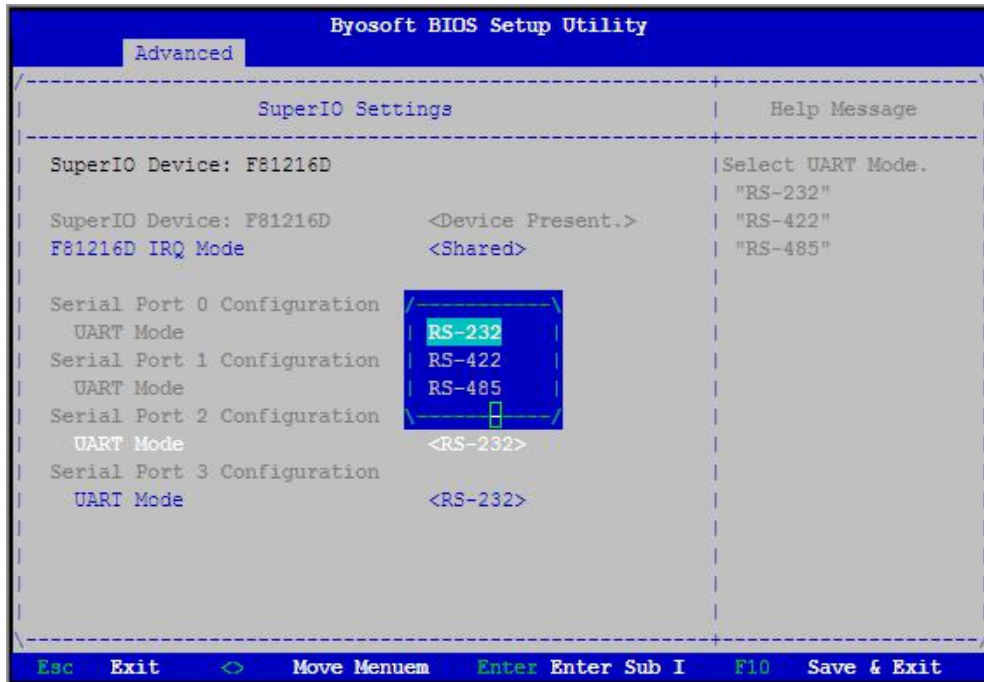 Byosoft BIOS Setup Utility
Advanced
SuperIO Settings
Help Message
SuperIO Device: F81216D
Select UART Mode.
"RS-232"
SuperIO Device: F81216D <Device Present.>
"RS-422"
F81216D IRQ Mode <Shared>
"RS-485"
Serial Port 0 Configuration
UART Mode
RS-232
Serial Port 1 Configuration
RS-422
UART Mode
RS-485
Serial Port 2 Configuration
UART Mode <RS-232>
Serial Port 3 Configuration
UART Mode <RS-232>
Esc Exit <> Move Menuem Enter Enter Sub I F10 Save & Exit